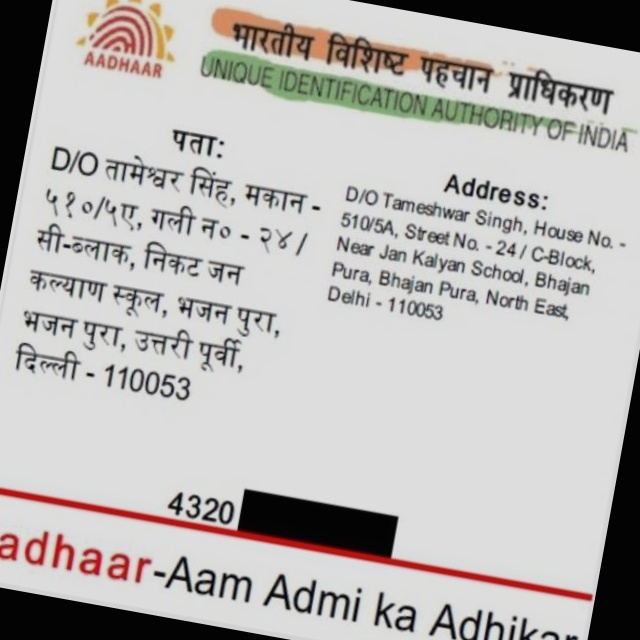 AADHAAR
भारतीय विशिष्ट पहचान प्राधिकरण
UNIQUE IDENTIFICATION AUTHORITY OF INDIA
पता:
D/O तामेश्वर सिंह, मकान -
५१०/५ए, गली न० - २४ /
सी-ब्लाक, निकट जन
कल्याण स्कूल, भजन पुरा,
भजन पुरा, उत्तरी पूर्वी,
दिल्ली - 110053
Address:
D/O Tameshwar Singh, House No. -
510/5A, Street No. - 24 / C-Block,
Near Jan Kalyan School, Bhajan
Pura, Bhajan Pura, North East,
Delhi - 110053
4320
adhaar-Aam Admi ka Adhikar